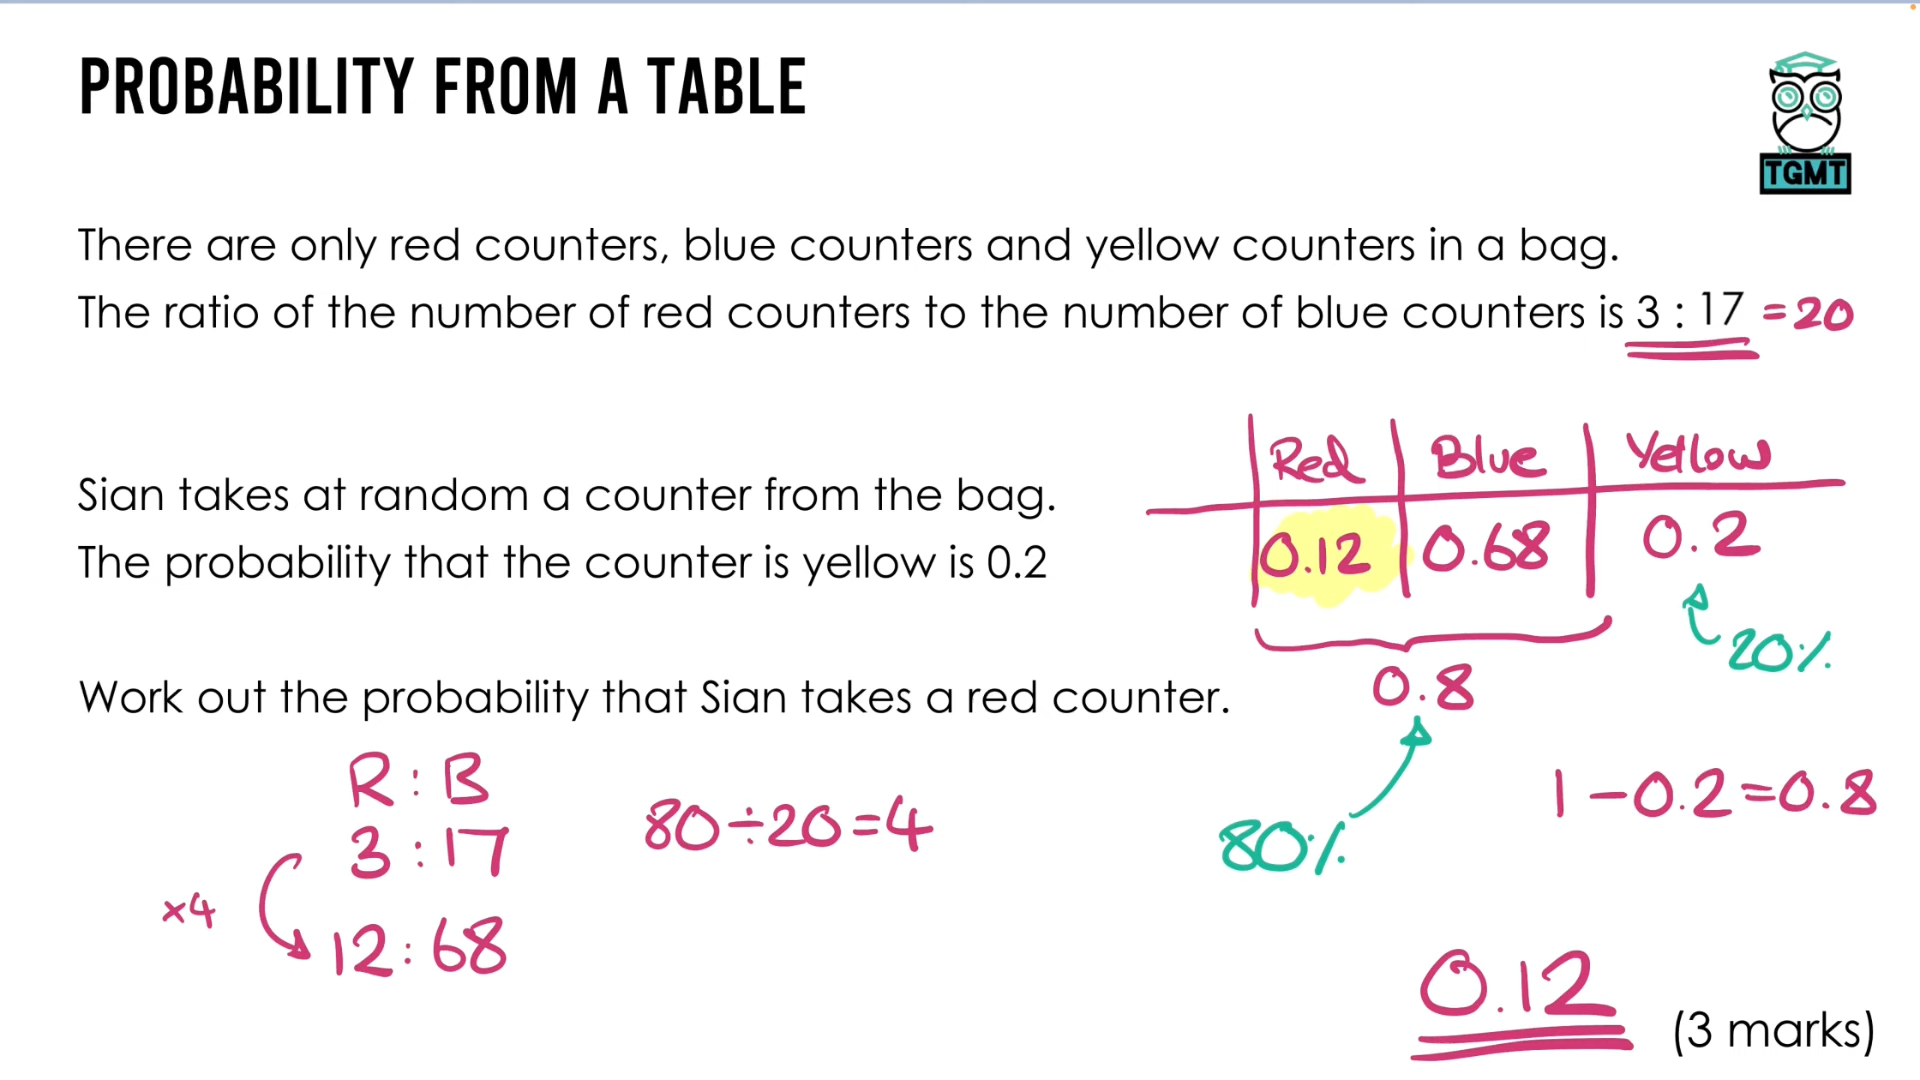 PROBABILITY FROM A TABLE
TGMT
There are only red counters, blue counters and yellow counters in a bag.
The ratio of the number of red counters to the number of blue counters is 3 : 17 = 20
Red Blue Yellow
0.12 0.68 0.2
20%
0.8
80%
1 - 0.2 = 0.8
Sian takes at random a counter from the bag.
The probability that the counter is yellow is 0.2
Work out the probability that Sian takes a red counter.
R : B
3 : 17
×4
12 : 68
80 ÷ 20 = 4
0.12
(3 marks)